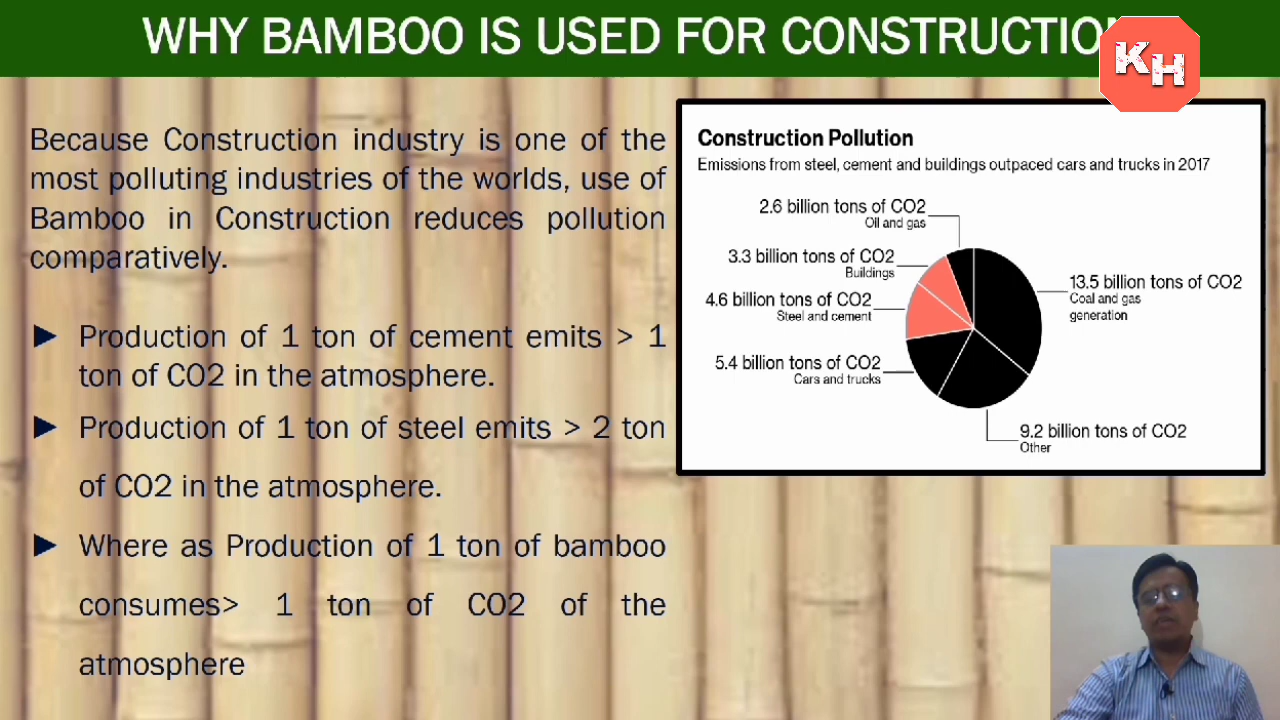 WHY BAMBOO IS USED FOR CONSTRUCTION
KH
Because Construction industry is one of the
most polluting industries of the worlds, use of
Bamboo in Construction reduces pollution
comparatively.
► Production of 1 ton of cement emits > 1
ton of CO2 in the atmosphere.
► Production of 1 ton of steel emits > 2 ton
of CO2 in the atmosphere.
► Where as Production of 1 ton of bamboo
consumes> 1 ton of CO2 of the
atmosphere
Construction Pollution
Emissions from steel, cement and buildings outpaced cars and trucks in 2017
2.6 billion tons of CO2
Oil and gas
3.3 billion tons of CO2
Buildings
4.6 billion tons of CO2
Steel and cement
5.4 billion tons of CO2
Cars and trucks
13.5 billion tons of CO2
Coal and gas
generation
9.2 billion tons of CO2
Other